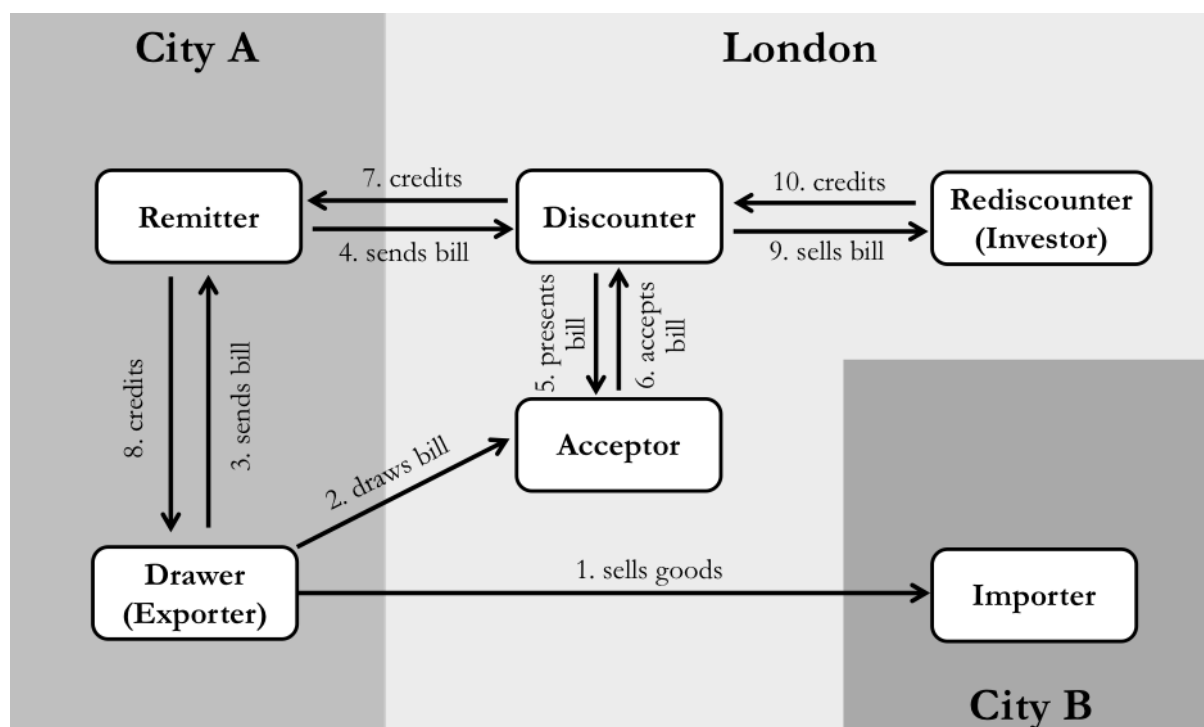 City A
London
7. credits
10. credits
Remitter
Discounter
Rediscounter
(Investor)
4. sends bill
9. sells bill
8. credits
3. sends bill
5. presents
bill
6. accepts
bill
Acceptor
2. draws bill
Drawer
(Exporter)
1. sells goods
Importer
City B